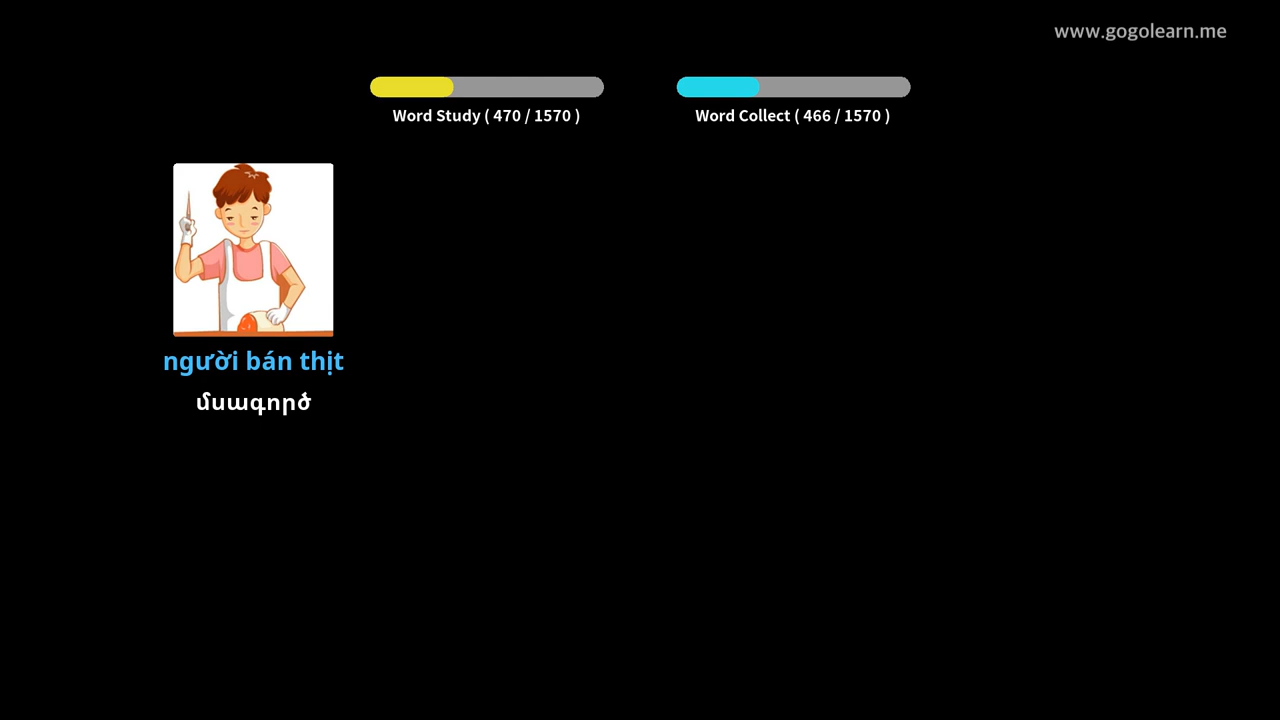 www.gogolearn.me
Word Study ( 470 / 1570 )
Word Collect ( 466 / 1570 )
người bán thịt
մսագործ